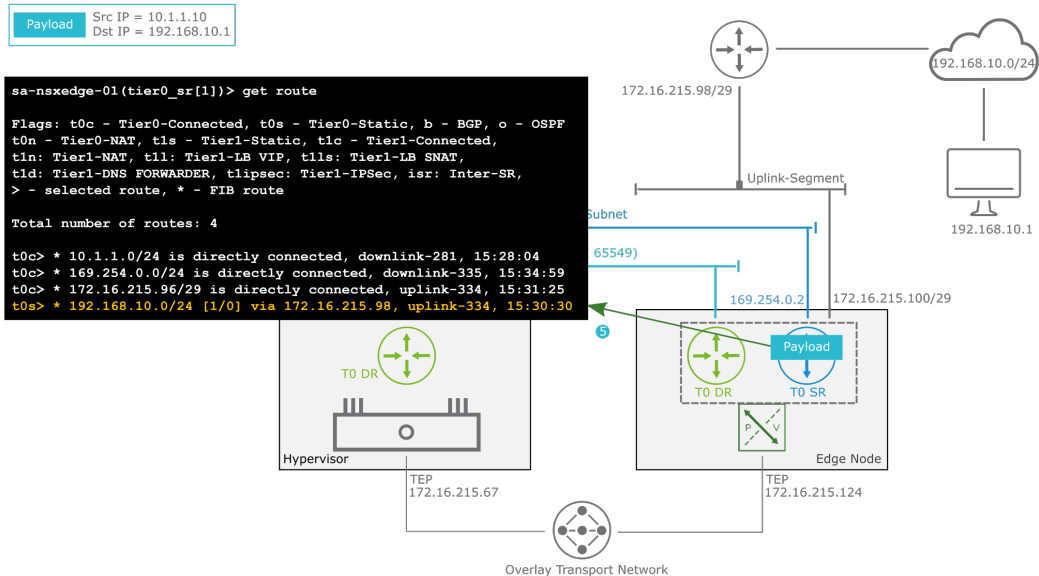 Payload
Src IP = 10.1.1.10
Dst IP = 192.168.10.1
192.168.10.0/24
172.16.215.98/29
sa-nsxedge-01(tier0_sr[1])> get route
Flags: t0c - Tier0-Connected, t0s - Tier0-Static, b - BGP, o - OSPF
t0n - Tier0-NAT, t1s - Tier1-Static, t1c - Tier1-Connected,
t1n: Tier1-NAT, t1l: Tier1-LB VIP, t1ls: Tier1-LB SNAT,
t1d: Tier1-DNS FORWARDER, t1ipsec: Tier1-IPSec, isr: Inter-SR,
> - selected route, * - FIB route
Total number of routes: 4
t0c> * 10.1.1.0/24 is directly connected, downlink-281, 15:28:04
t0c> * 169.254.0.0/24 is directly connected, downlink-335, 15:34:59
t0c> * 172.16.215.96/29 is directly connected, uplink-334, 15:31:25
t0s> * 192.168.10.0/24 [1/0] via 172.16.215.98, uplink-334, 15:30:30
Uplink-Segment
192.168.10.1
Subnet
65549)
169.254.0.2
172.16.215.100/29
5
Payload
T0 DR
T0 DR
T0 SR
P
V
Hypervisor
Edge Node
TEP
172.16.215.67
TEP
172.16.215.124
Overlay Transport Network